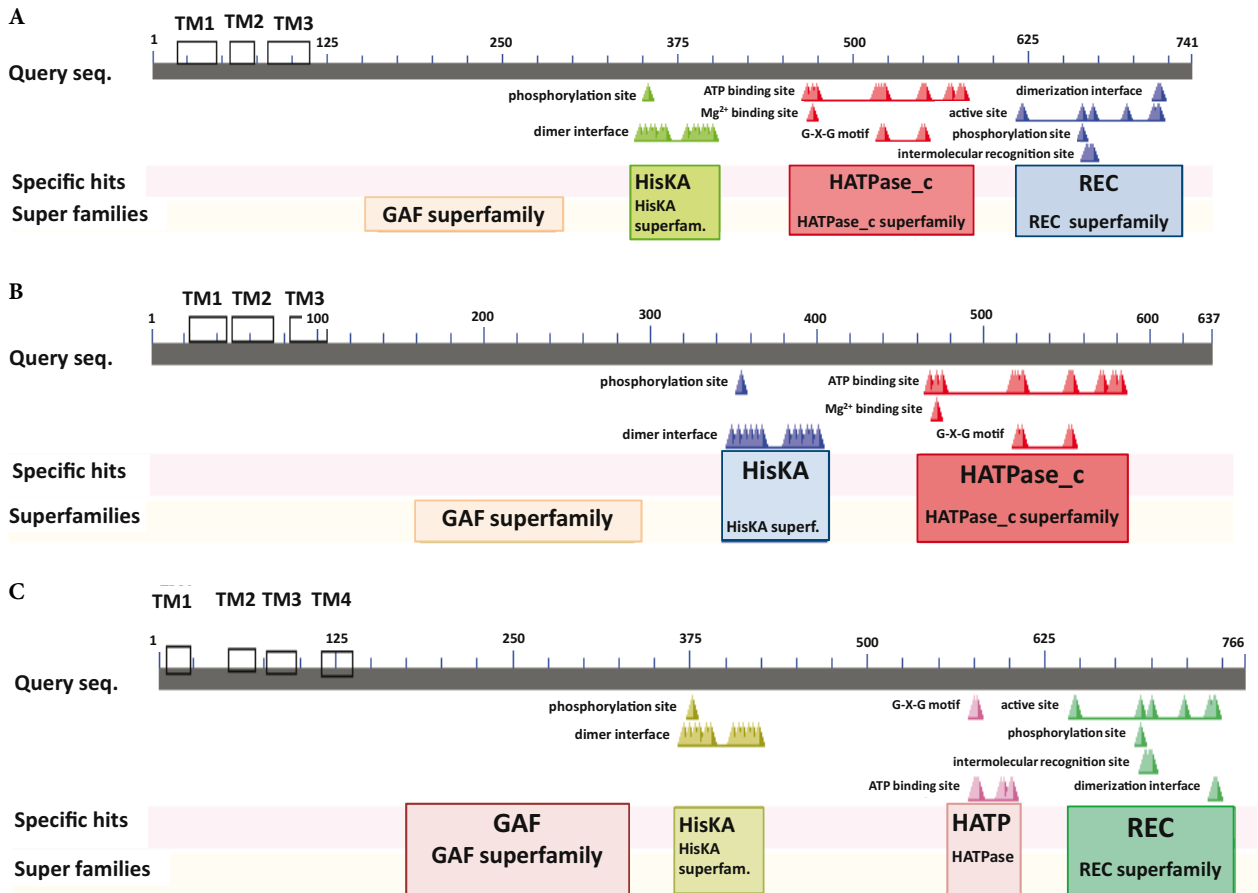 A
TM1 TM2 TM3
1 125 250 375 500 625 741
Query seq.
phosphorylation site ATP binding site dimerization interface
Mg²⁺ binding site active site
dimer interface G-X-G motif phosphorylation site
intermolecular recognition site
Specific hits HisKA HATPase_c REC
Super families GAF superfamily HisKA superfam. HATPase_c superfamily REC superfamily
B
TM1 TM2 TM3
1 100 200 300 400 500 600 637
Query seq.
phosphorylation site ATP binding site
Mg²⁺ binding site
dimer interface G-X-G motif
Specific hits HisKA HATPase_c
Superfamilies GAF superfamily HisKA superf. HATPase_c superfamily
C
TM1 TM2 TM3 TM4
1 125 250 375 500 625 766
Query seq.
phosphorylation site G-X-G motif active site
dimer interface phosphorylation site
intermolecular recognition site
ATP binding site dimerization interface
Specific hits GAF HisKA HATP REC
Super families GAF superfamily HisKA superfam. HATPase REC superfamily